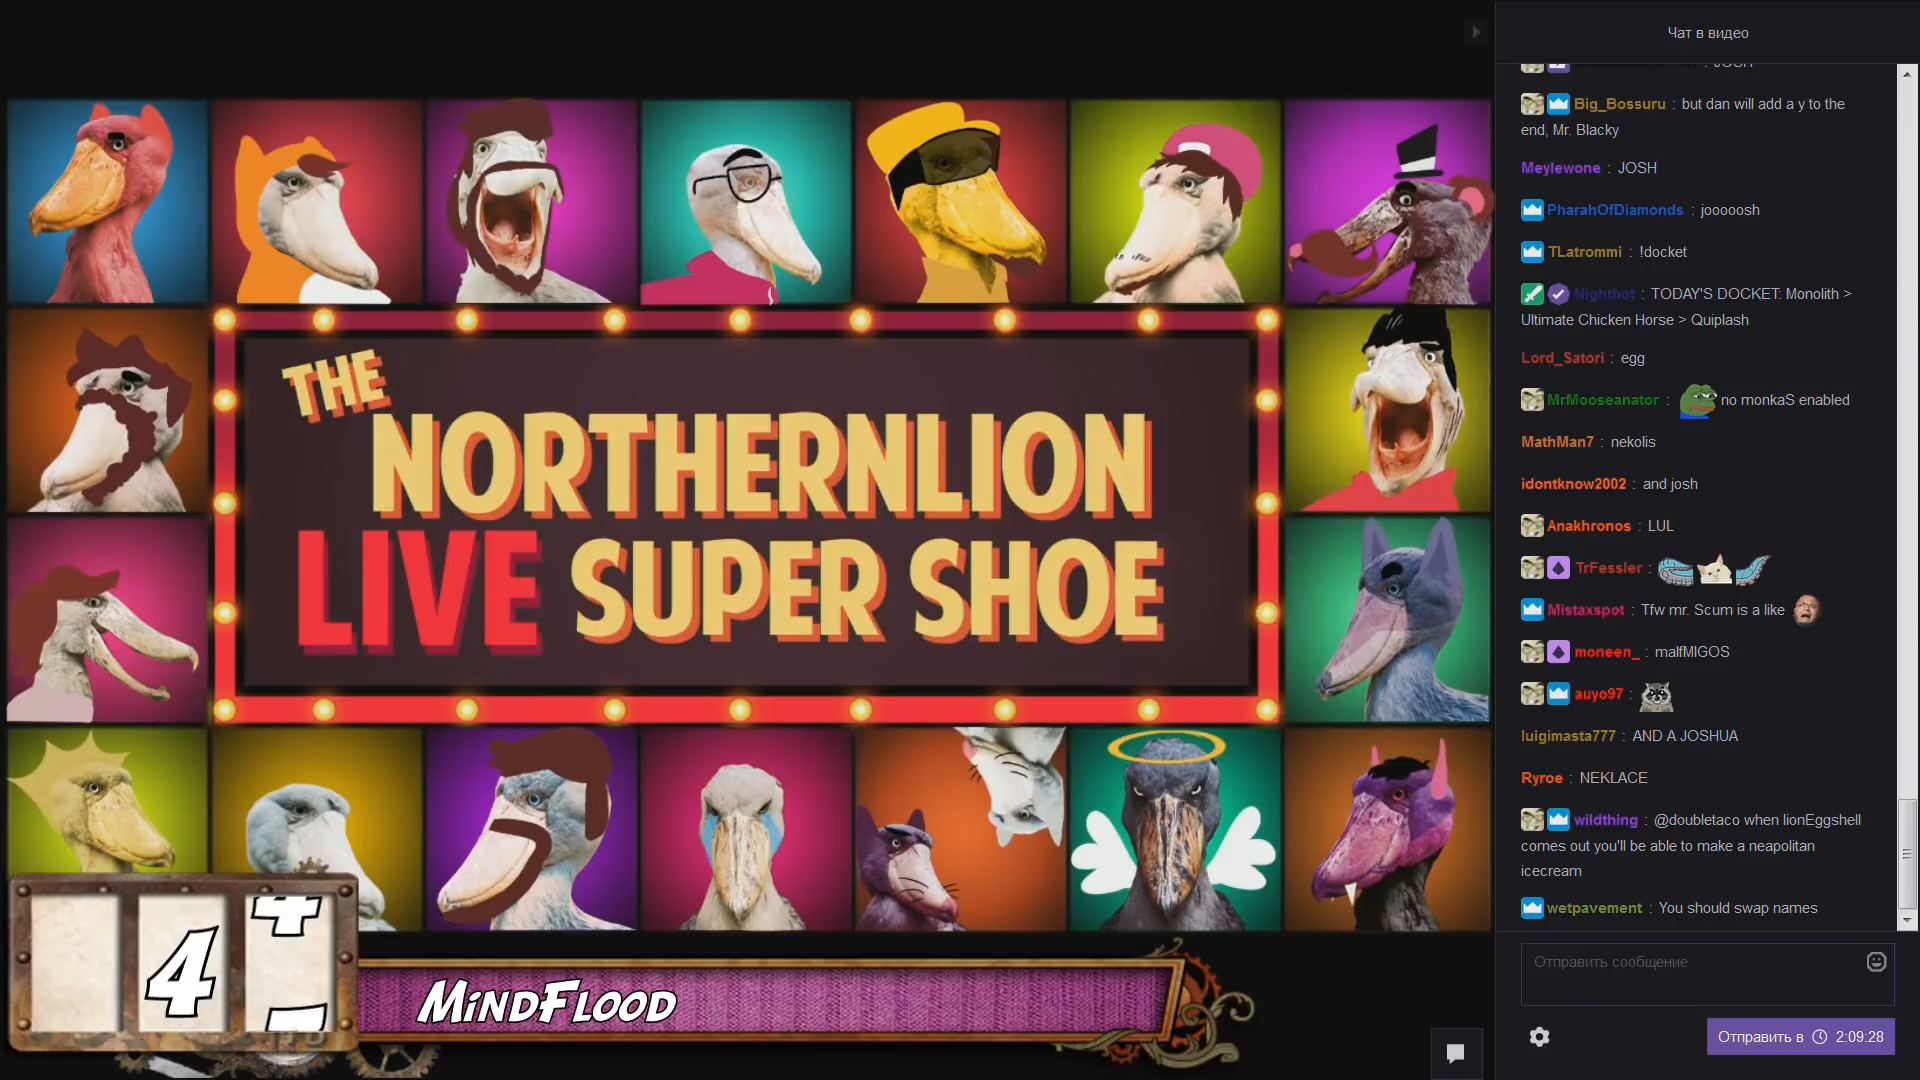 THE
NORTHERNLION
LIVE SUPER SHOE
4
MINDFLOOD
Чат в видео
: JOSH
Big_Bossuru : but dan will add a y to the
end, Mr. Blacky
Meylewone : JOSH
PharahOfDiamonds : jooooosh
TLatrommi : !docket
Nightbot : TODAY'S DOCKET: Monolith >
Ultimate Chicken Horse > Quiplash
Lord_Satori : egg
MrMooseanator : no monkaS enabled
MathMan7 : nekolis
idontknow2002 : and josh
Anakhronos : LUL
TrFessler :
Mistaxspot : Tfw mr. Scum is a like
moneen_ : malfMIGOS
auyo97 :
luigimasta777 : AND A JOSHUA
Ryroe : NEKLACE
wildthing : @doubletaco when lionEggshell
comes out you'll be able to make a neapolitan
icecream
wetpavement : You should swap names
Отправить сообщение
Отправить в 2:09:28